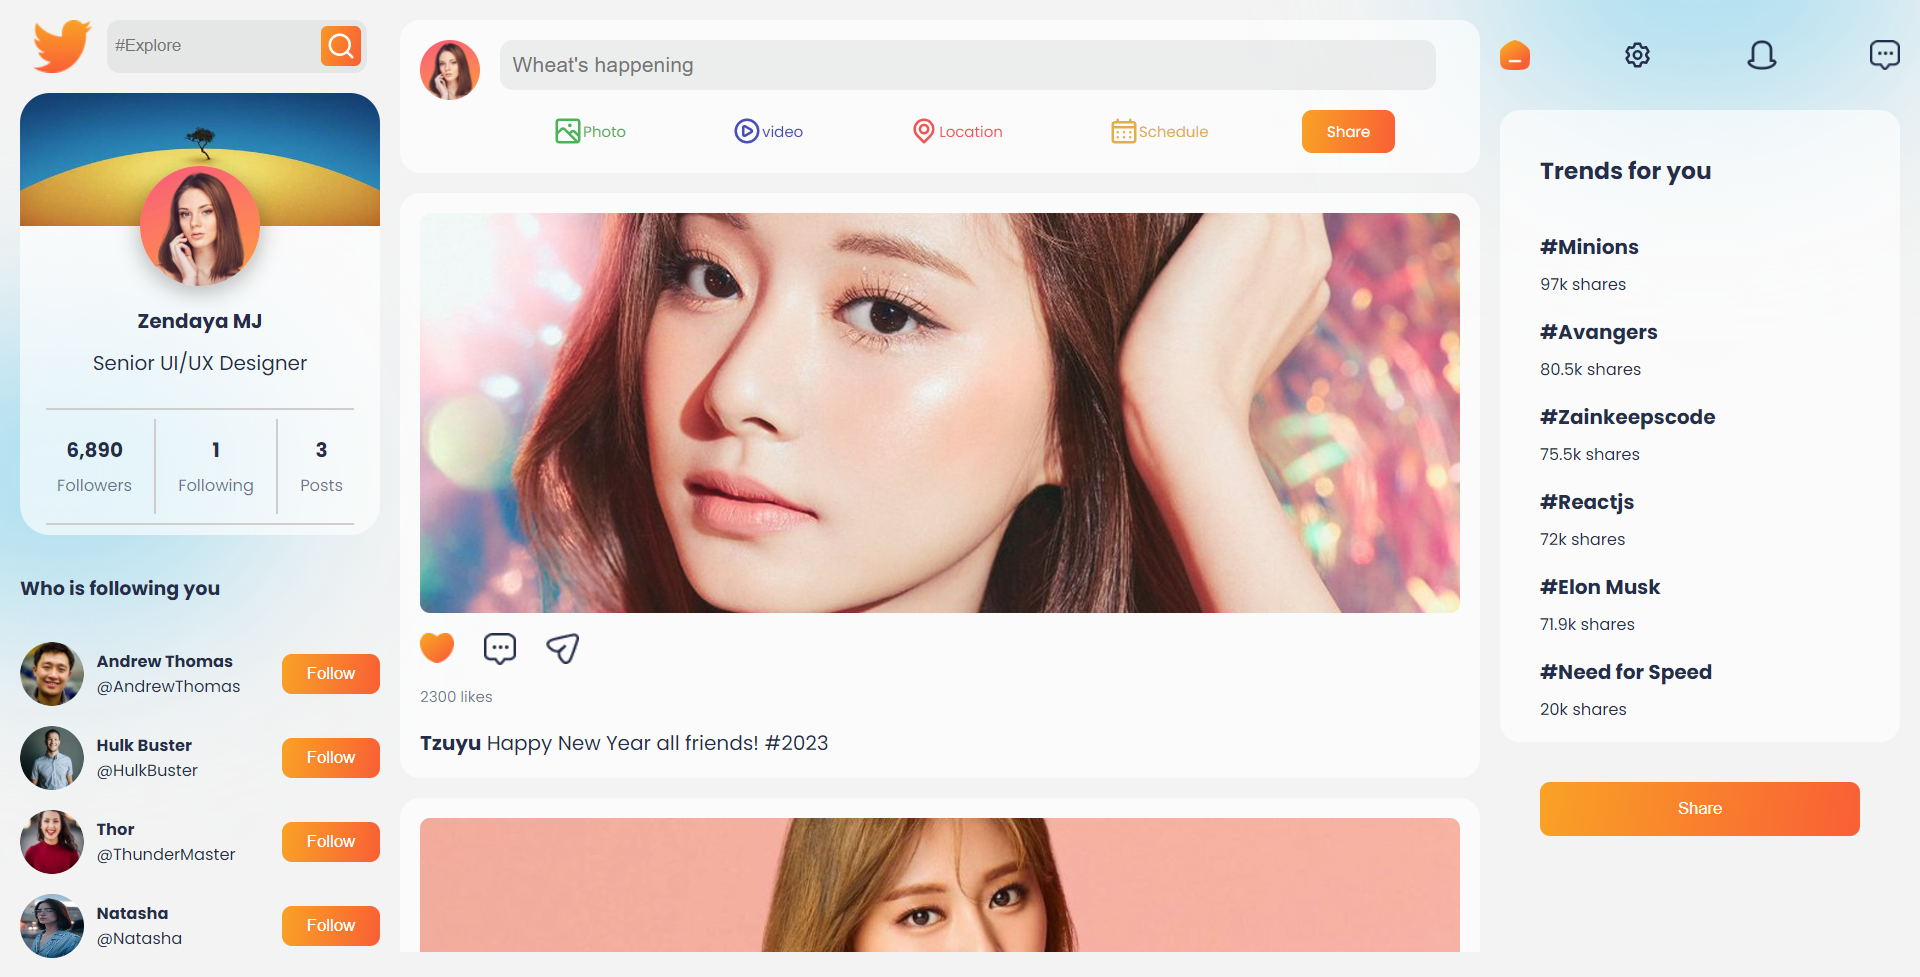 #Explore
Zendaya MJ
Senior UI/UX Designer
6,890
Followers
1
Following
3
Posts
Who is following you
Andrew Thomas
@AndrewThomas
Follow
Hulk Buster
@HulkBuster
Follow
Thor
@ThunderMaster
Follow
Natasha
@Natasha
Follow
Wheat's happening
Photo
video
Location
Schedule
Share
2300 likes
Tzuyu Happy New Year all friends! #2023
Trends for you
#Minions
97k shares
#Avangers
80.5k shares
#Zainkeepscode
75.5k shares
#Reactjs
72k shares
#Elon Musk
71.9k shares
#Need for Speed
20k shares
Share